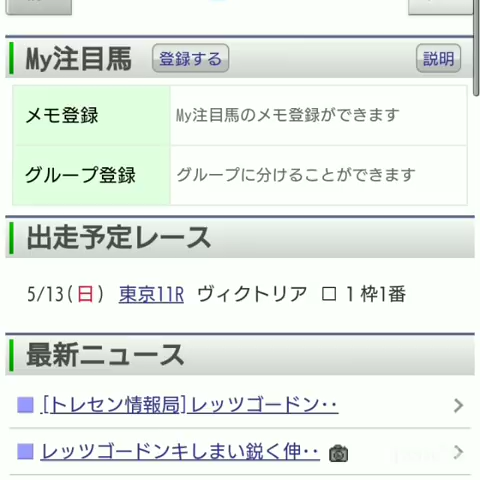 My注目馬 登録する 説明
メモ登録 My注目馬のメモ登録ができます
グループ登録 グループに分けることができます
出走予定レース
5/13(日) 東京11R ヴィクトリア □ 1枠1番
最新ニュース
[トレセン情報局]レッツゴードン‥
レッツゴードンキしまい鋭く伸‥